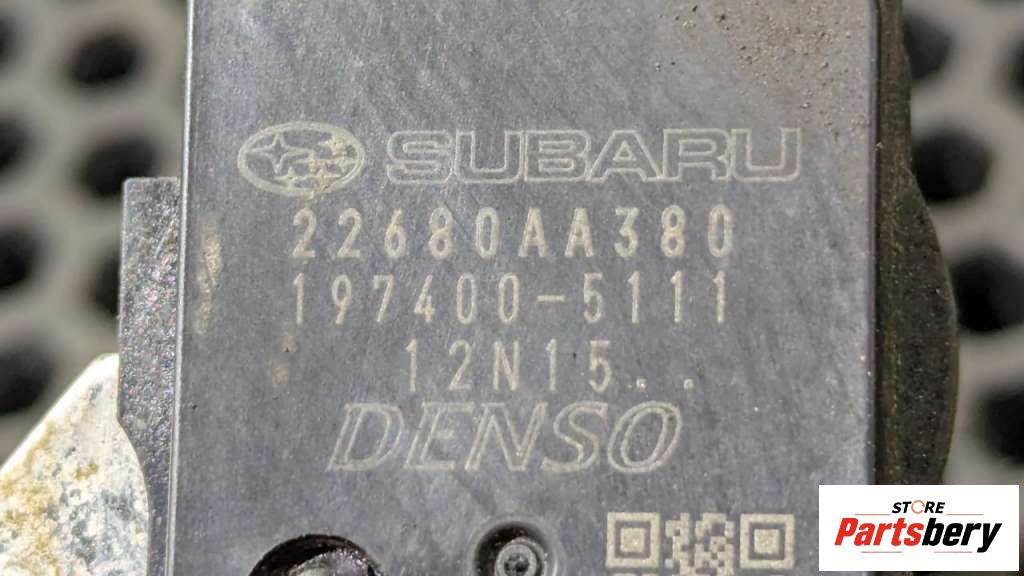 SUBARU
22680AA380
197400-5111
12N15..
DENSO
STORE
Partsbery